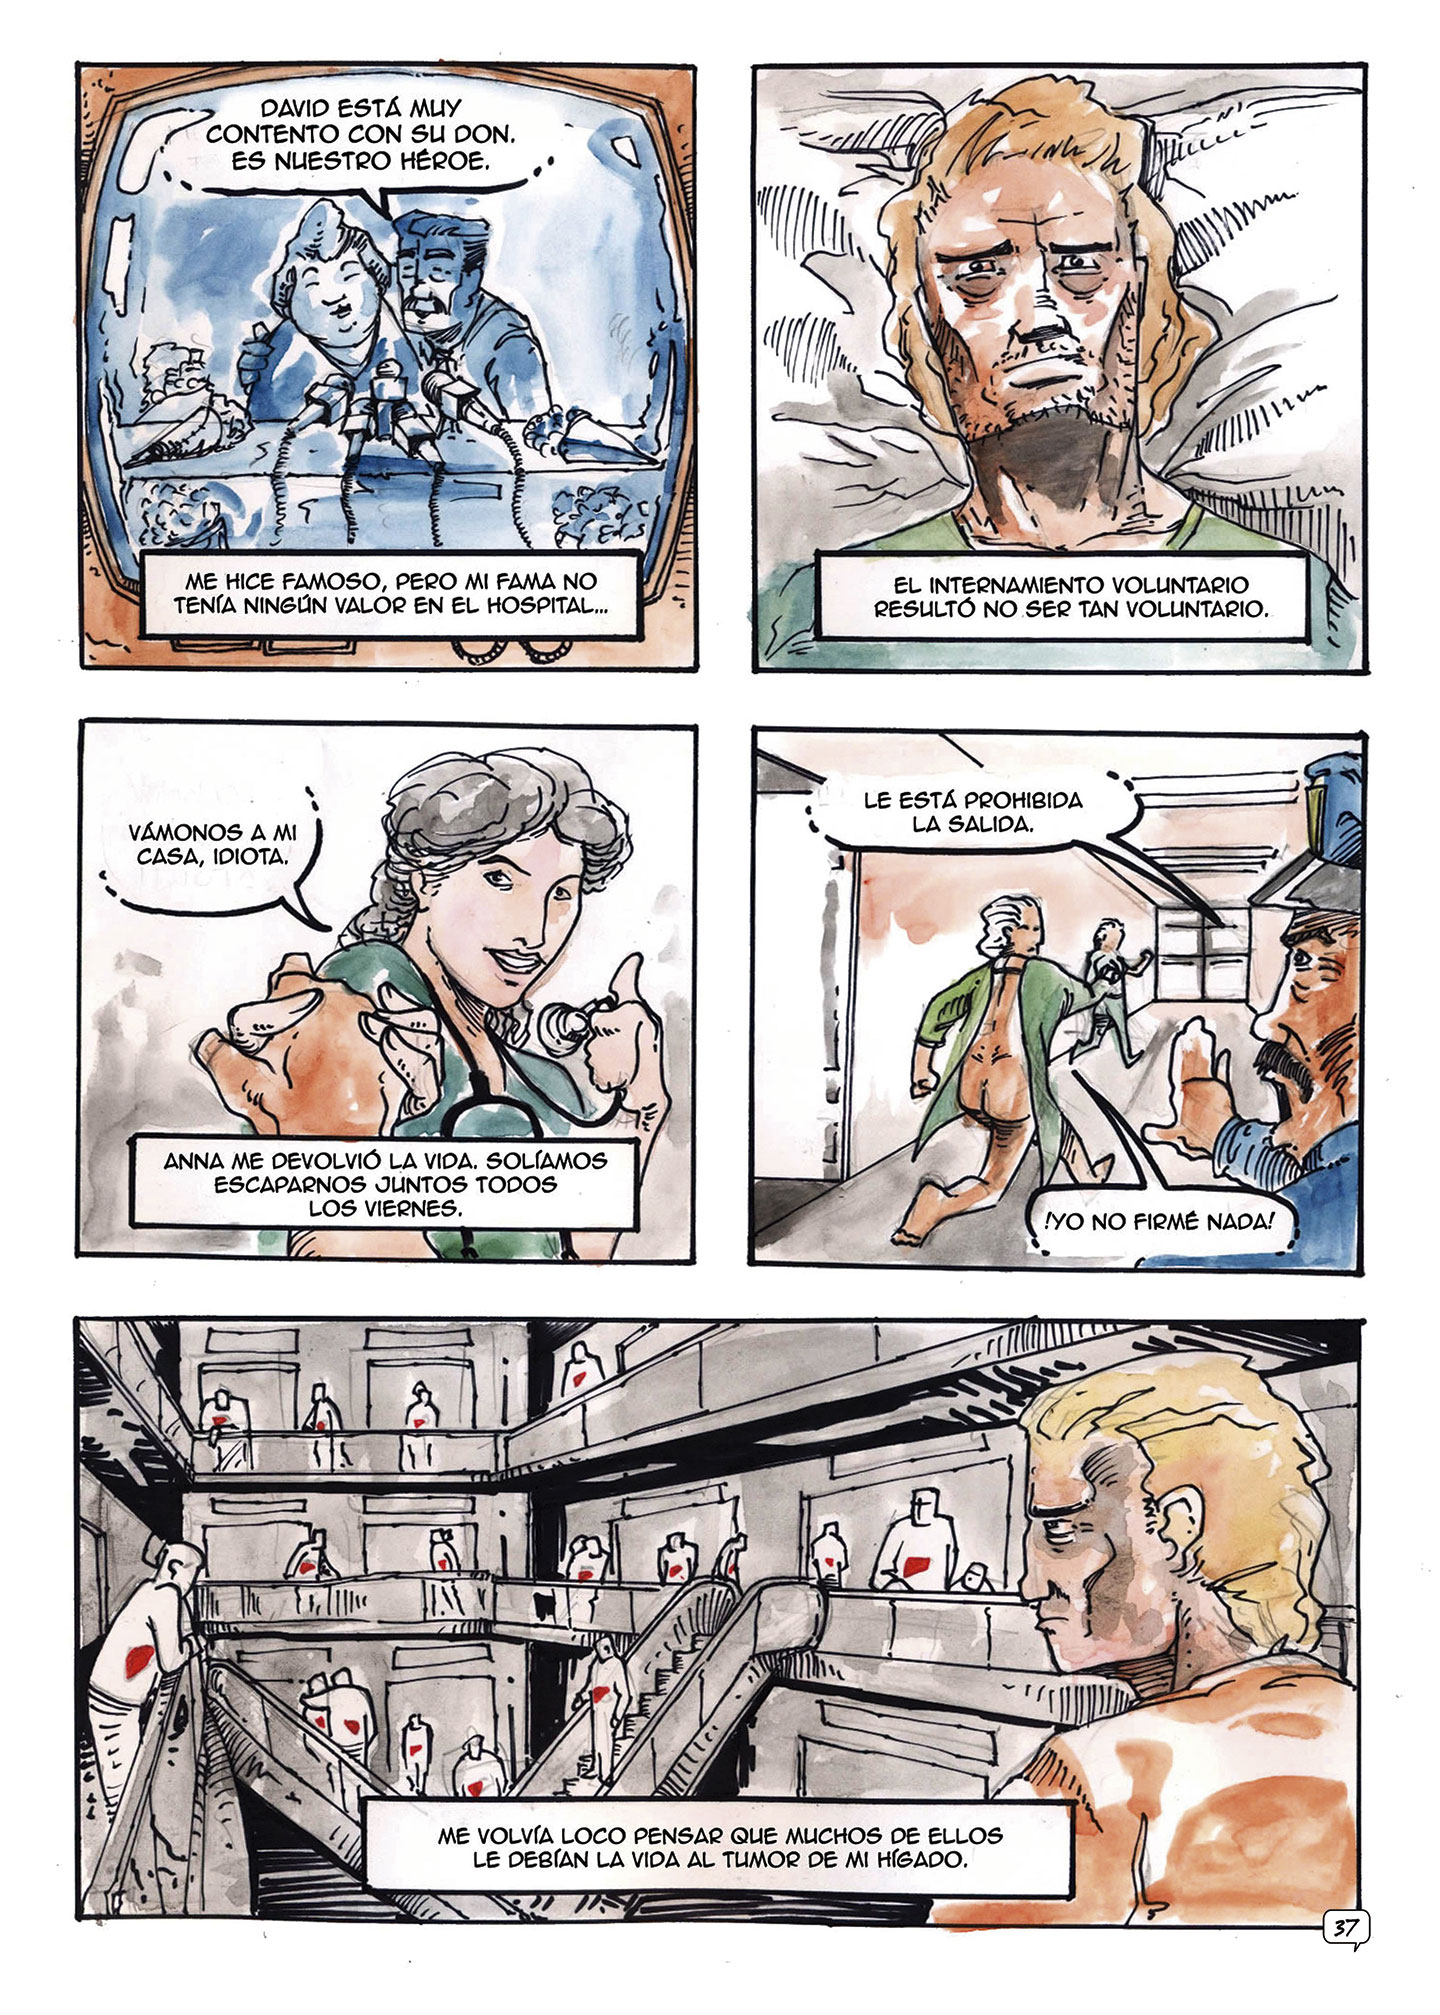 DAVID ESTÁ MUY
CONTENTO CON SU DON.
ES NUESTRO HÉROE.
ME HICE FAMOSO, PERO MI FAMA NO
TENÍA NINGÚN VALOR EN EL HOSPITAL...
EL INTERNAMIENTO VOLUNTARIO
RESULTÓ NO SER TAN VOLUNTARIO.
VÁMONOS A MI
CASA, IDIOTA.
ANNA ME DEVOLVIÓ LA VIDA. SOLÍAMOS
ESCAPARNOS JUNTOS TODOS
LOS VIERNES.
LE ESTÁ PROHIBIDA
LA SALIDA.
!YO NO FIRMÉ NADA!
ME VOLVÍA LOCO PENSAR QUE MUCHOS DE ELLOS
LE DEBÍAN LA VIDA AL TUMOR DE MI HÍGADO.
37